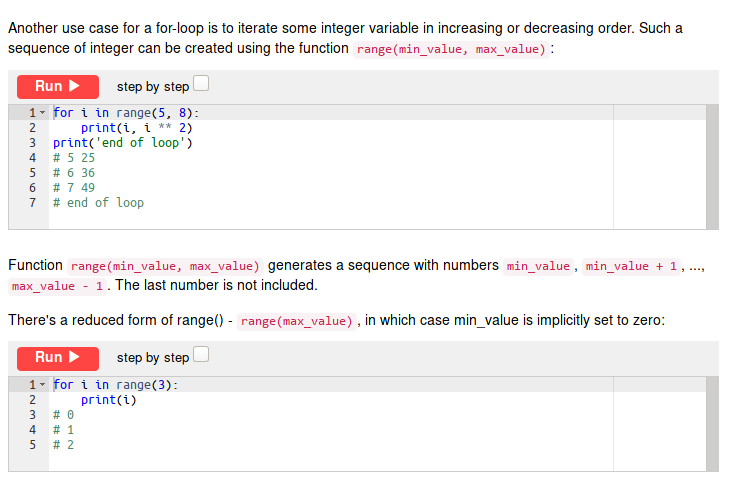 Another use case for a for-loop is to iterate some integer variable in increasing or decreasing order. Such a
sequence of integer can be created using the function range(min_value, max_value) :
Run ▶ step by step
1 for i in range(5, 8):
2     print(i, i ** 2)
3 print('end of loop')
4 # 5 25
5 # 6 36
6 # 7 49
7 # end of loop
Function range(min_value, max_value) generates a sequence with numbers min_value , min_value + 1 , ...,
max_value - 1 . The last number is not included.
There's a reduced form of range() - range(max_value) , in which case min_value is implicitly set to zero:
Run ▶ step by step
1 for i in range(3):
2     print(i)
3 # 0
4 # 1
5 # 2